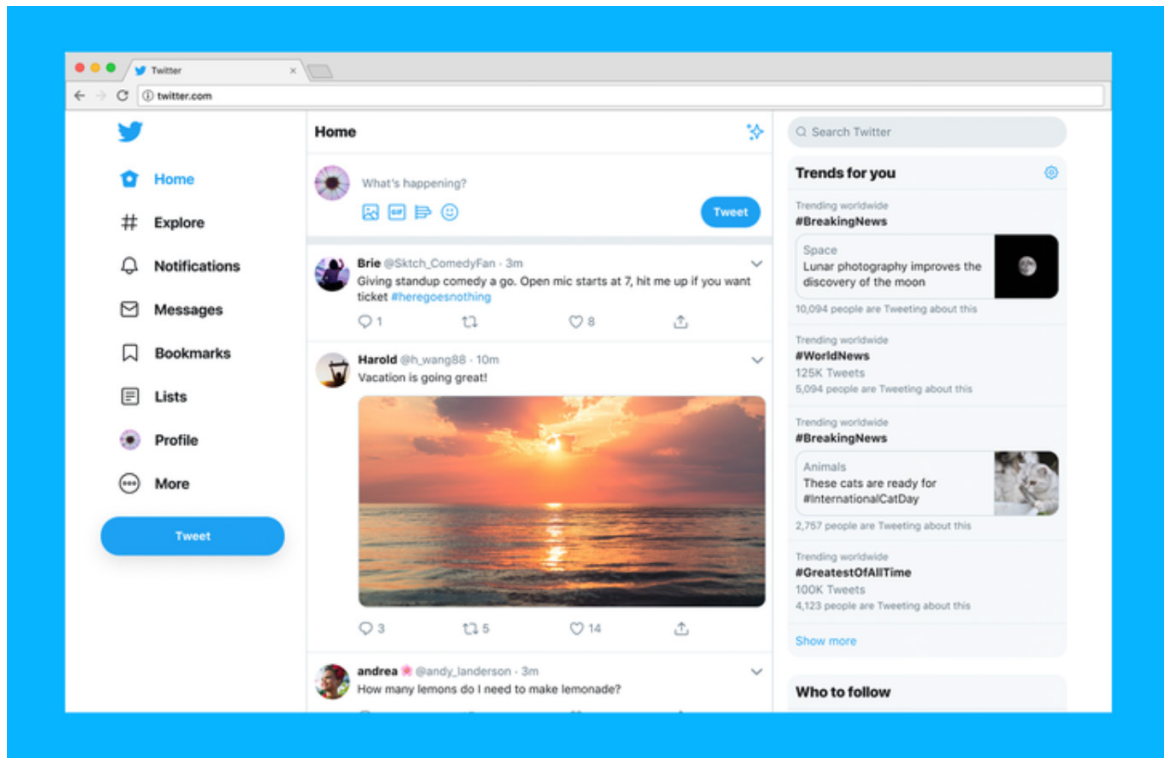 Twitter
twitter.com
Home
Explore
Notifications
Messages
Bookmarks
Lists
Profile
More
Tweet
Home
What's happening?
GIF
Tweet
Brie @Sktch_ComedyFan · 3m
Giving standup comedy a go. Open mic starts at 7, hit me up if you want
ticket #heregoesnothing
1 8
Harold @h_wang88 · 10m
Vacation is going great!
3 5 14
andrea 🌸 @andy_landerson · 3m
How many lemons do I need to make lemonade?
Search Twitter
Trends for you
Trending worldwide
#BreakingNews
Space
Lunar photography improves the
discovery of the moon
10,094 people are Tweeting about this
Trending worldwide
#WorldNews
125K Tweets
5,094 people are Tweeting about this
Trending worldwide
#BreakingNews
Animals
These cats are ready for
#InternationalCatDay
2,757 people are Tweeting about this
Trending worldwide
#GreatestOfAllTime
100K Tweets
4,123 people are Tweeting about this
Show more
Who to follow